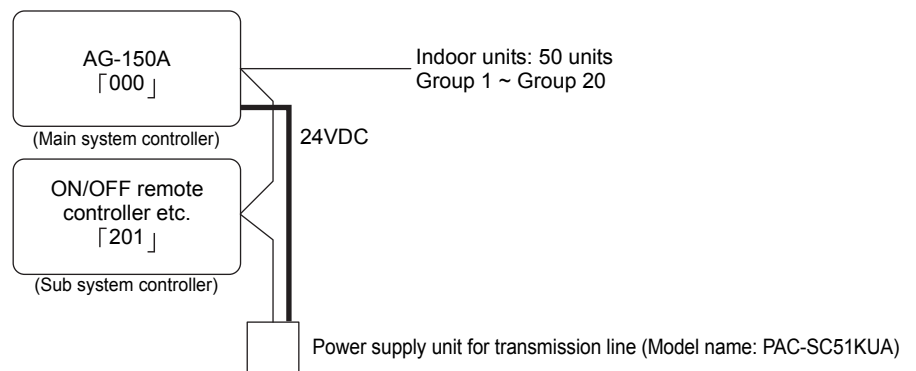 AG-150A
「000」
(Main system controller)
Indoor units: 50 units
Group 1 ~ Group 20
24VDC
ON/OFF remote
controller etc.
「201」
(Sub system controller)
Power supply unit for transmission line (Model name: PAC-SC51KUA)